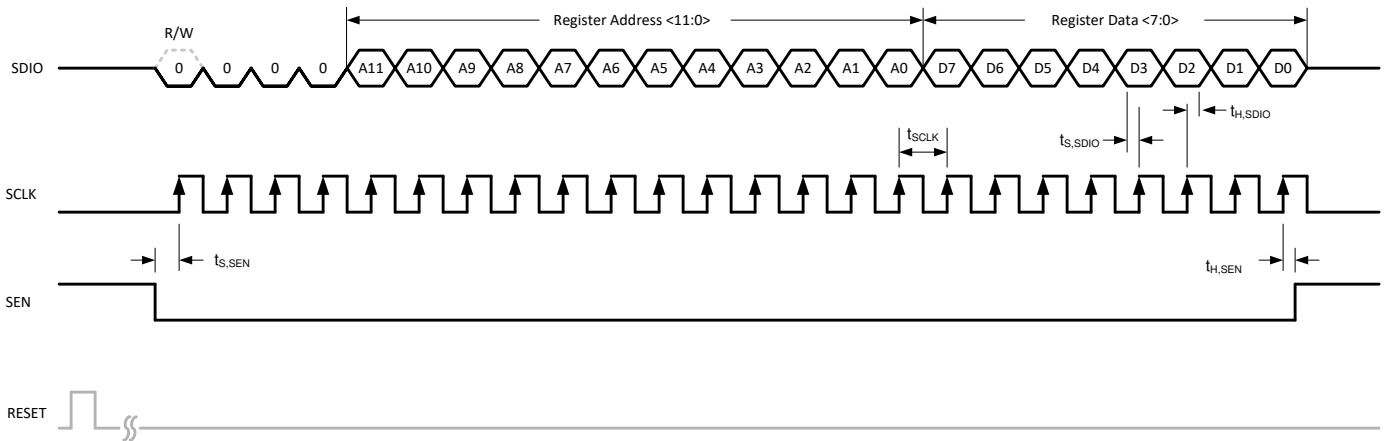 Register Address <11:0> Register Data <7:0>
R/W
SDIO 0 0 0 0 A11 A10 A9 A8 A7 A6 A5 A4 A3 A2 A1 A0 D7 D6 D5 D4 D3 D2 D1 D0
tH,SDIO
tSCLK tS,SDIO
SCLK
tS,SEN tH,SEN
SEN
RESET